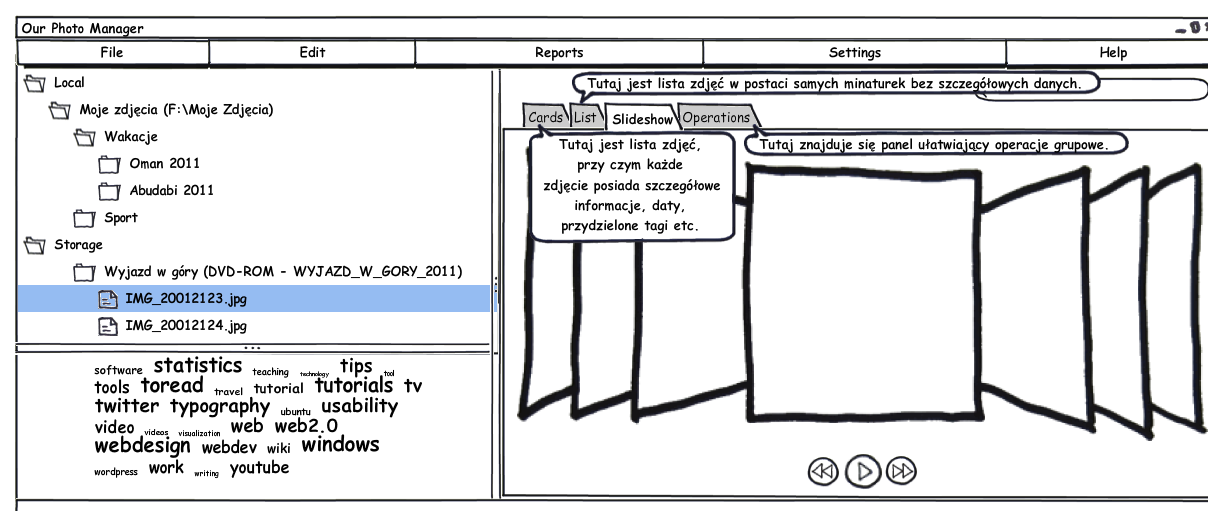 Our Photo Manager
File Edit Reports Settings Help
Local
Moje zdjęcia (F:\Moje Zdjęcia)
Wakacje
Oman 2011
Abudabi 2011
Sport
Storage
Wyjazd w góry (DVD-ROM - WYJAZD_W_GORY_2011)
IMG_20012123.jpg
IMG_20012124.jpg
software statistics teaching technology tips tool
tools toread travel tutorial tutorials tv
twitter typography ubuntu usability
video videos visualization web web2.0
webdesign webdev wiki windows
wordpress work writing youtube
Tutaj jest lista zdjęć w postaci samych minaturek bez szczegółowych danych.
Cards List Slideshow Operations
Tutaj jest lista zdjęć,
przy czym każde
zdjęcie posiada szczegółowe
informacje, daty,
przydzielone tagi etc.
Tutaj znajduje się panel ułatwiający operacje grupowe.